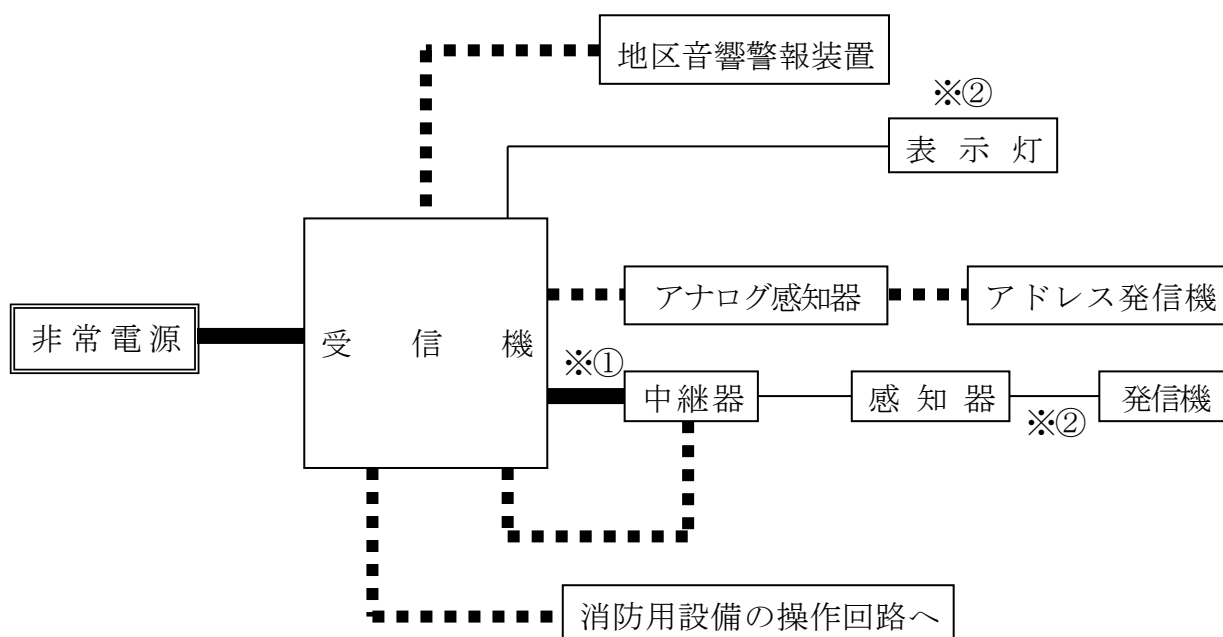 地区音響警報装置
※②
表示灯
アナログ感知器
アドレス発信機
非常電源
受信機
※①
中継器
感知器
※②
発信機
消防用設備の操作回路へ